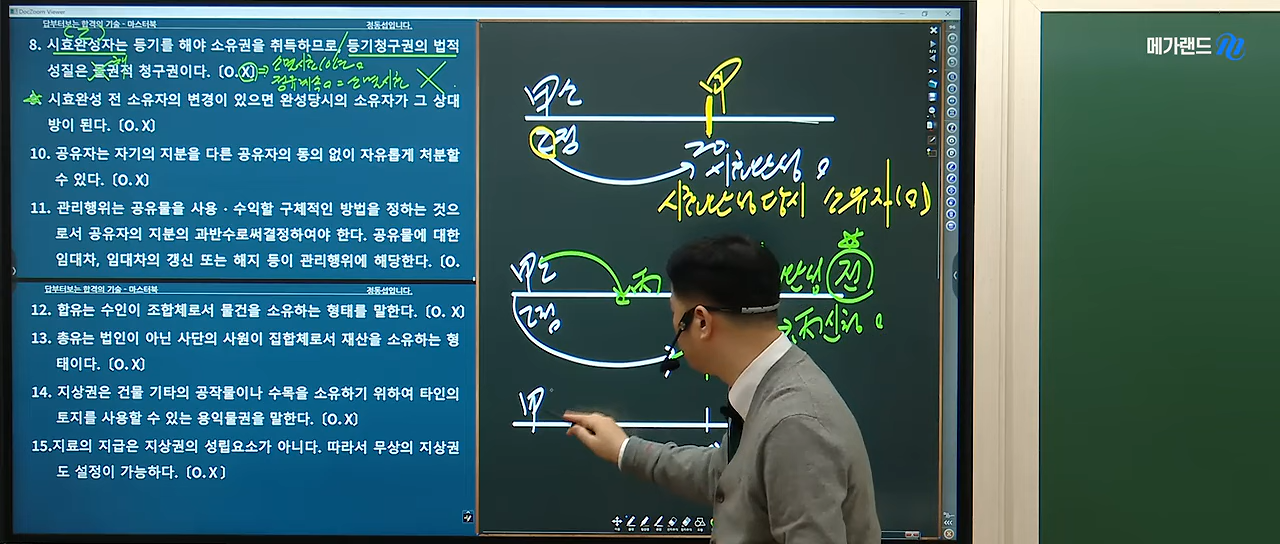 DocZoom Viewer
답부터보는 합격의 기술 - 마스터북 정동섭입니다.
8. 시효완성자는 등기를 해야 소유권을 취득하므로 등기청구권의 법적
성질은 물권적 청구권이다. (O. X)
시효완성 전 소유자의 변경이 있으면 완성당시의 소유자가 그 상대
방이 된다. (O. X)
10. 공유자는 자기의 지분을 다른 공유자의 동의 없이 자유롭게 처분할
수 있다. (O. X)
11. 관리행위는 공유물을 사용 · 수익할 구체적인 방법을 정하는 것으
로서 공유자의 지분의 과반수로써결정하여야 한다. 공유물에 대한
임대차, 임대차의 갱신 또는 해지 등이 관리행위에 해당한다. (O.
답부터보는 합격의 기술 - 마스터북 정동섭입니다.
12. 합유는 수인이 조합체로서 물건을 소유하는 형태를 말한다. (O. X)
13. 총유는 법인이 아닌 사단의 사원이 집합체로서 재산을 소유하는 형
태이다. (O. X)
14. 지상권은 건물 기타의 공작물이나 수목을 소유하기 위하여 타인의
토지를 사용할 수 있는 용익물권을 말한다. (O. X)
15.지료의 지급은 지상권의 성립요소가 아니다. 따라서 무상의 지상권
도 설정이 가능하다. (O. X )
甲소
甲
乙점
20
시효완성
시효완성당시 소유자(甲)
甲소
丙
완성 전
乙점
甲
메가랜드